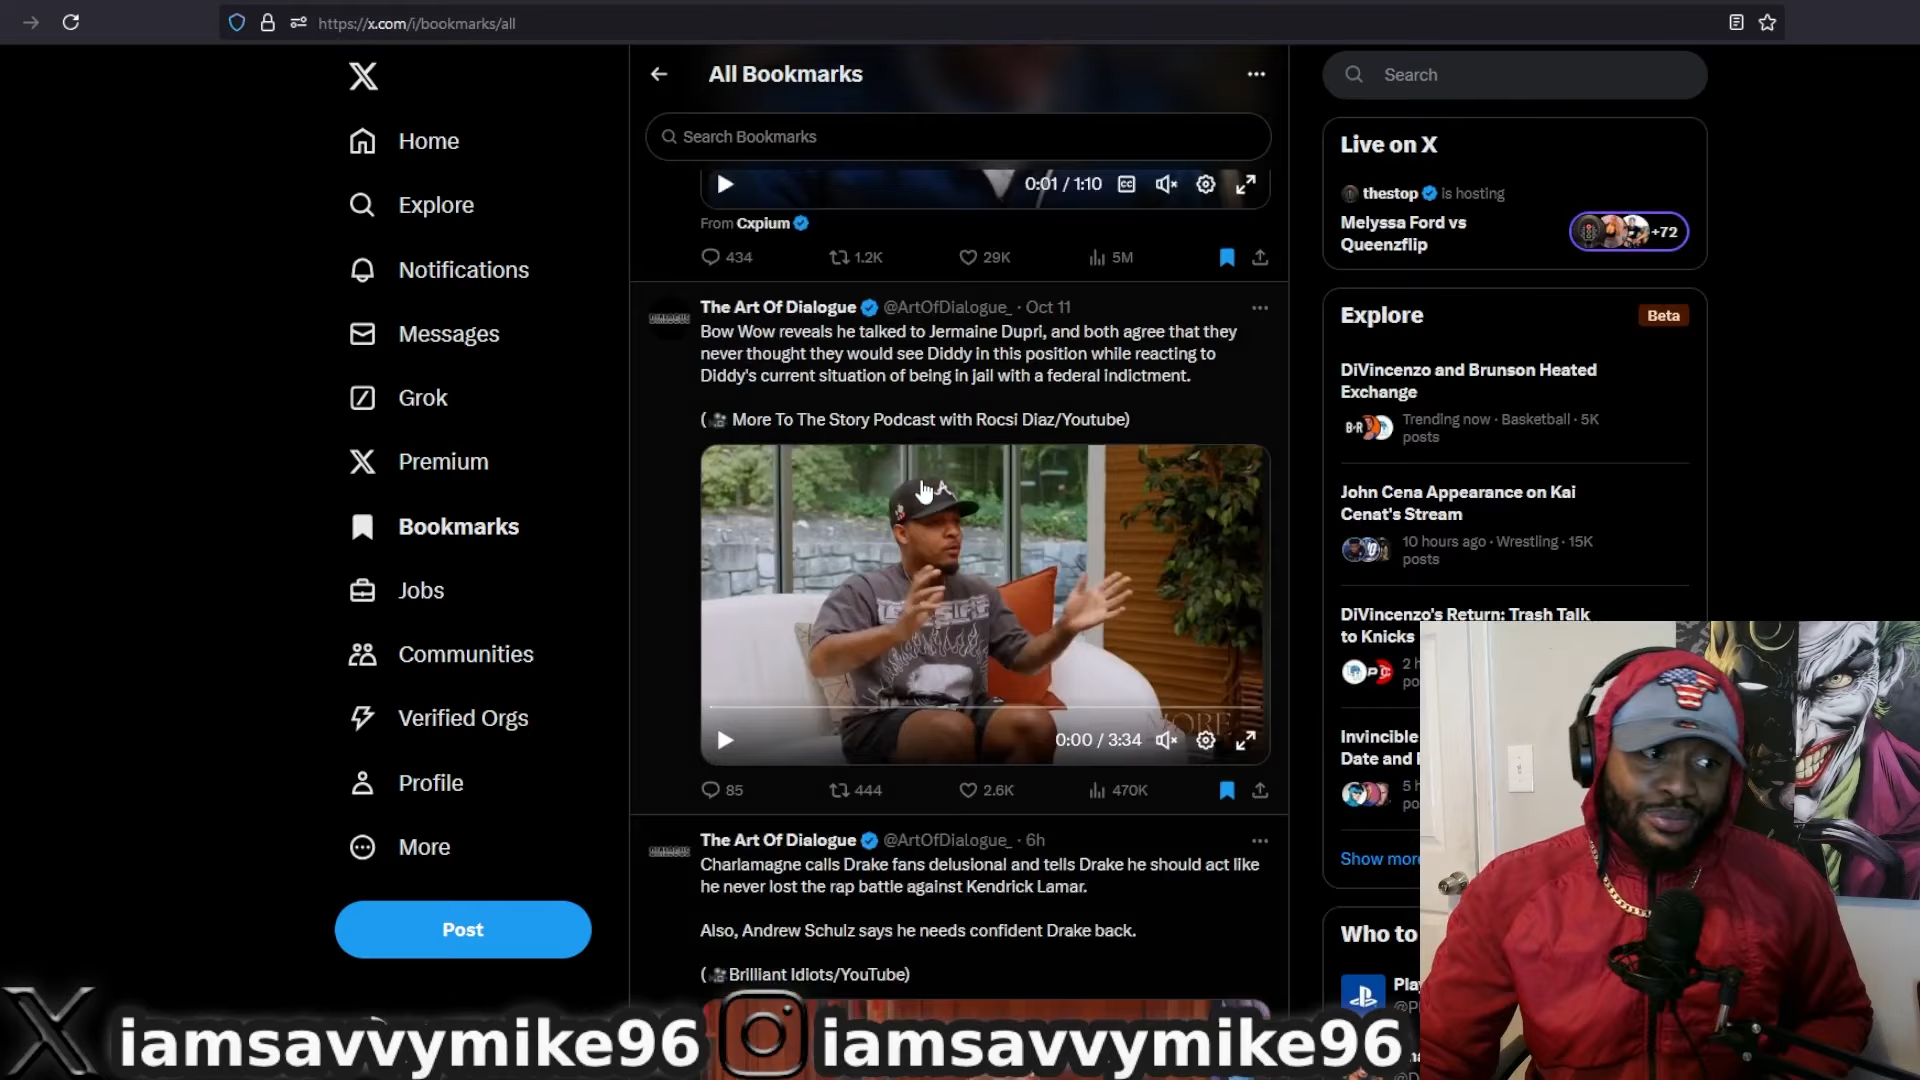 https://x.com/i/bookmarks/all
Home
Explore
Notifications
Messages
Grok
Premium
Bookmarks
Jobs
Communities
Verified Orgs
Profile
More
Post
All Bookmarks
Search Bookmarks
0:01 / 1:10
From Cxpium
434 1.2K 29K 5M
The Art Of Dialogue @ArtOfDialogue_ · Oct 11
Bow Wow reveals he talked to Jermaine Dupri, and both agree that they
never thought they would see Diddy in this position while reacting to
Diddy's current situation of being in jail with a federal indictment.
( More To The Story Podcast with Rocsi Diaz/Youtube)
MORE
0:00 / 3:34
85 444 2.6K 470K
The Art Of Dialogue @ArtOfDialogue_ · 6h
Charlamagne calls Drake fans delusional and tells Drake he should act like
he never lost the rap battle against Kendrick Lamar.
Also, Andrew Schulz says he needs confident Drake back.
( Brilliant Idiots/YouTube)
Search
Live on X
thestop is hosting
Melyssa Ford vs
Queenzflip
+72
Explore
Beta
DiVincenzo and Brunson Heated
Exchange
Trending now · Basketball · 5K
posts
John Cena Appearance on Kai
Cenat's Stream
10 hours ago · Wrestling · 15K
posts
DiVincenzo's Return: Trash Talk
to Knicks
2 h
po
Invincible
Date and
5 h
po
Show more
Who to
Play
@P
iamsavvymike96
iamsavvymike96